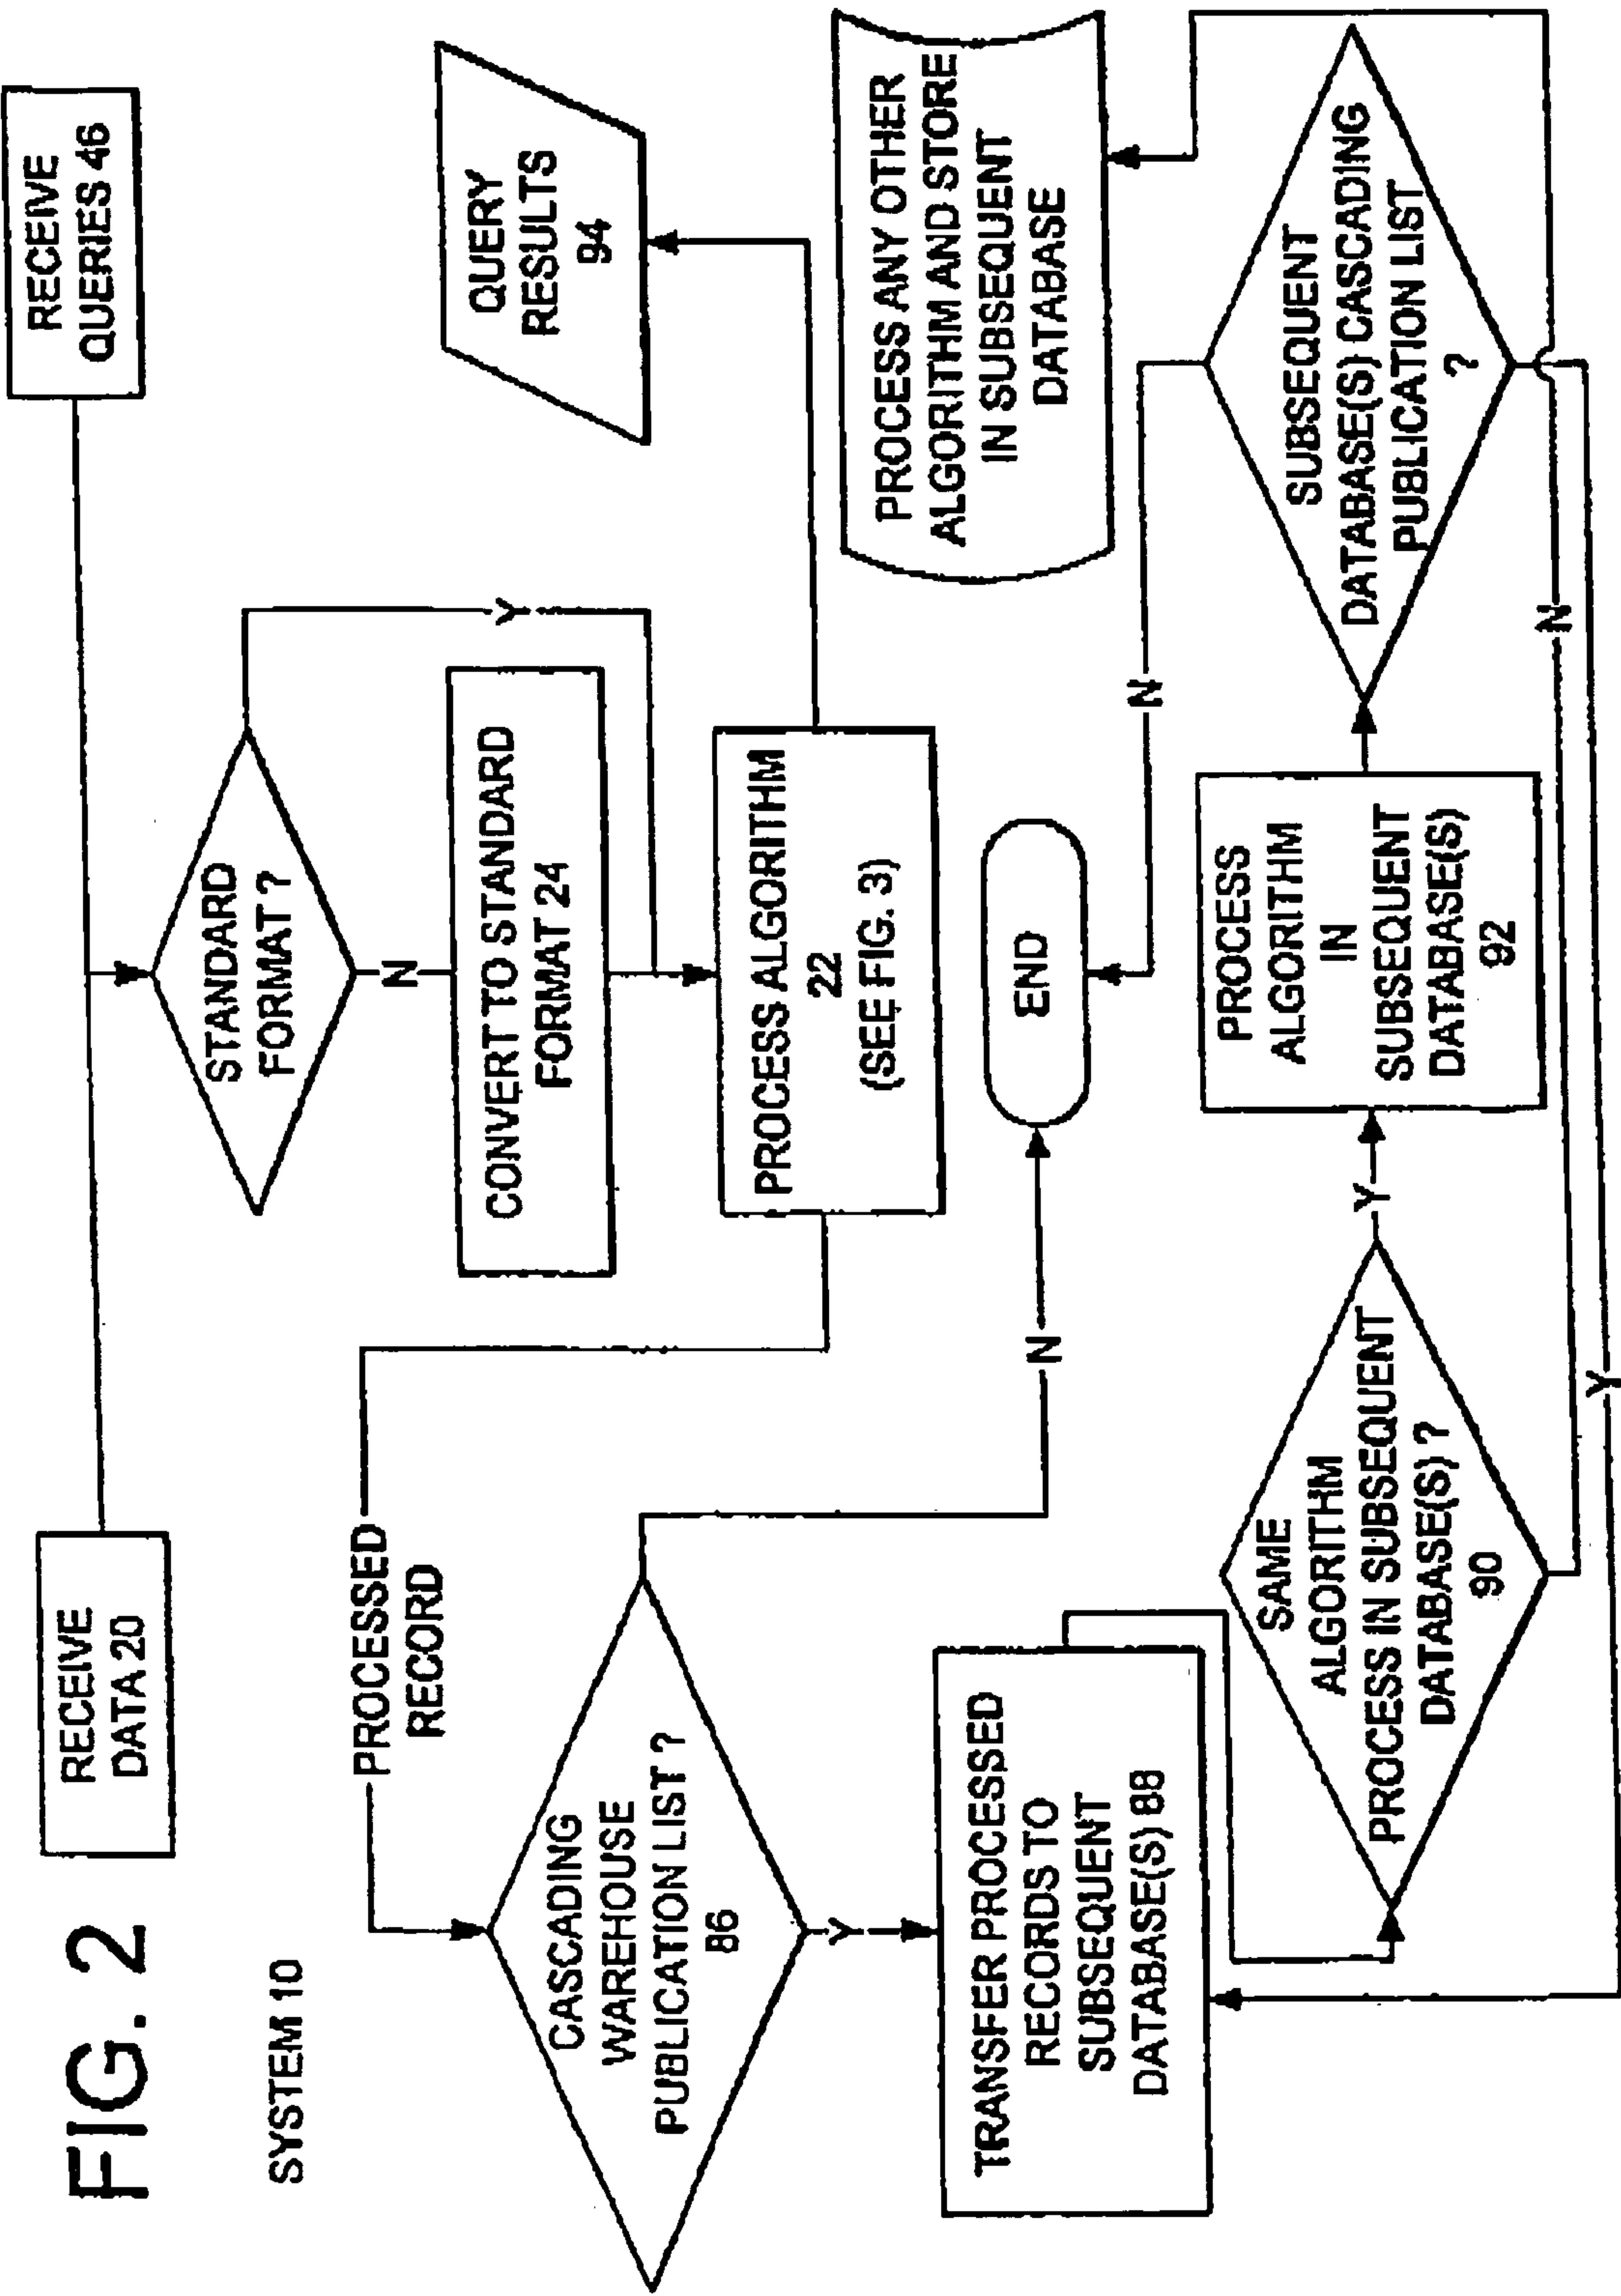 FIG. 2
SYSTEM 10
RECEIVE
DATA 20
RECEIVE
QUERIES 46
STANDARD
FORMAT ?
Y
N
CONVERT TO STANDARD
FORMAT 24
PROCESS ALGORITHM
22
(SEE FIG. 3)
QUERY
RESULTS
94
PROCESSED
RECORD
CASCADING
WAREHOUSE
PUBLICATION LIST ?
86
N
Y
END
TRANSFER PROCESSED
RECORDS TO
SUBSEQUENT
DATABASE(S) 88
SAME
ALGORITHM
PROCESS IN SUBSEQUENT
DATABASE(S) ?
90
Y
PROCESS
ALGORITHM
IN
SUBSEQUENT
DATABASE(S)
92
SUBSEQUENT
DATABASE(S) CASCADING
PUBLICATION LIST
?
N
PROCESS ANY OTHER
ALGORITHM AND STORE
IN SUBSEQUENT
DATABASE
N
Y